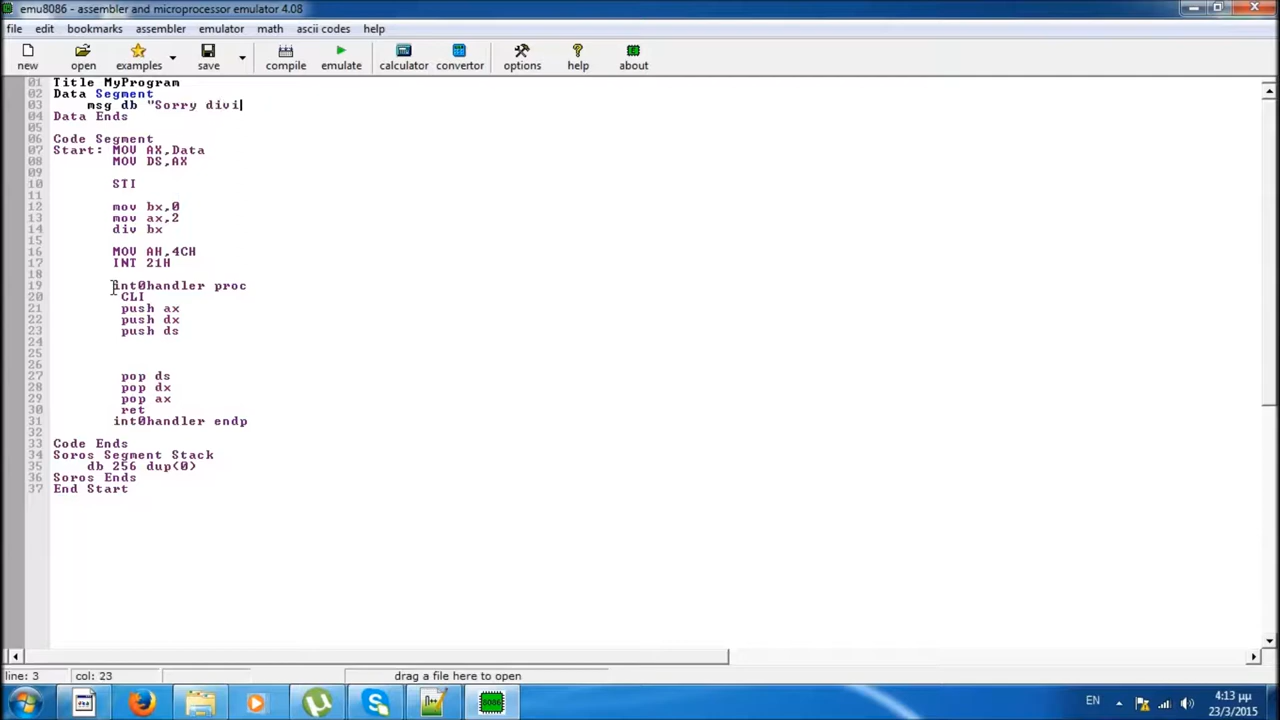 emu8086 - assembler and microprocessor emulator 4.08
file edit bookmarks assembler emulator math ascii codes help
new open examples save compile emulate calculator convertor options help about
01 Title MyProgram
02 Data Segment
03 msg db "Sorry divi
04 Data Ends
05
06 Code Segment
07 Start: MOV AX,Data
08 MOV DS,AX
09
10 STI
11
12 mov bx,0
13 mov ax,2
14 div bx
15
16 MOV AH,4CH
17 INT 21H
18
19 int0handler proc
20 CLI
21 push ax
22 push dx
23 push ds
24
25
26
27 pop ds
28 pop dx
29 pop ax
30 ret
31 int0handler endp
32
33 Code Ends
34 Soros Segment Stack
35 db 256 dup(0)
36 Soros Ends
37 End Start
line: 3 col: 23 drag a file here to open
8086 EN 4:13 μμ
23/3/2015